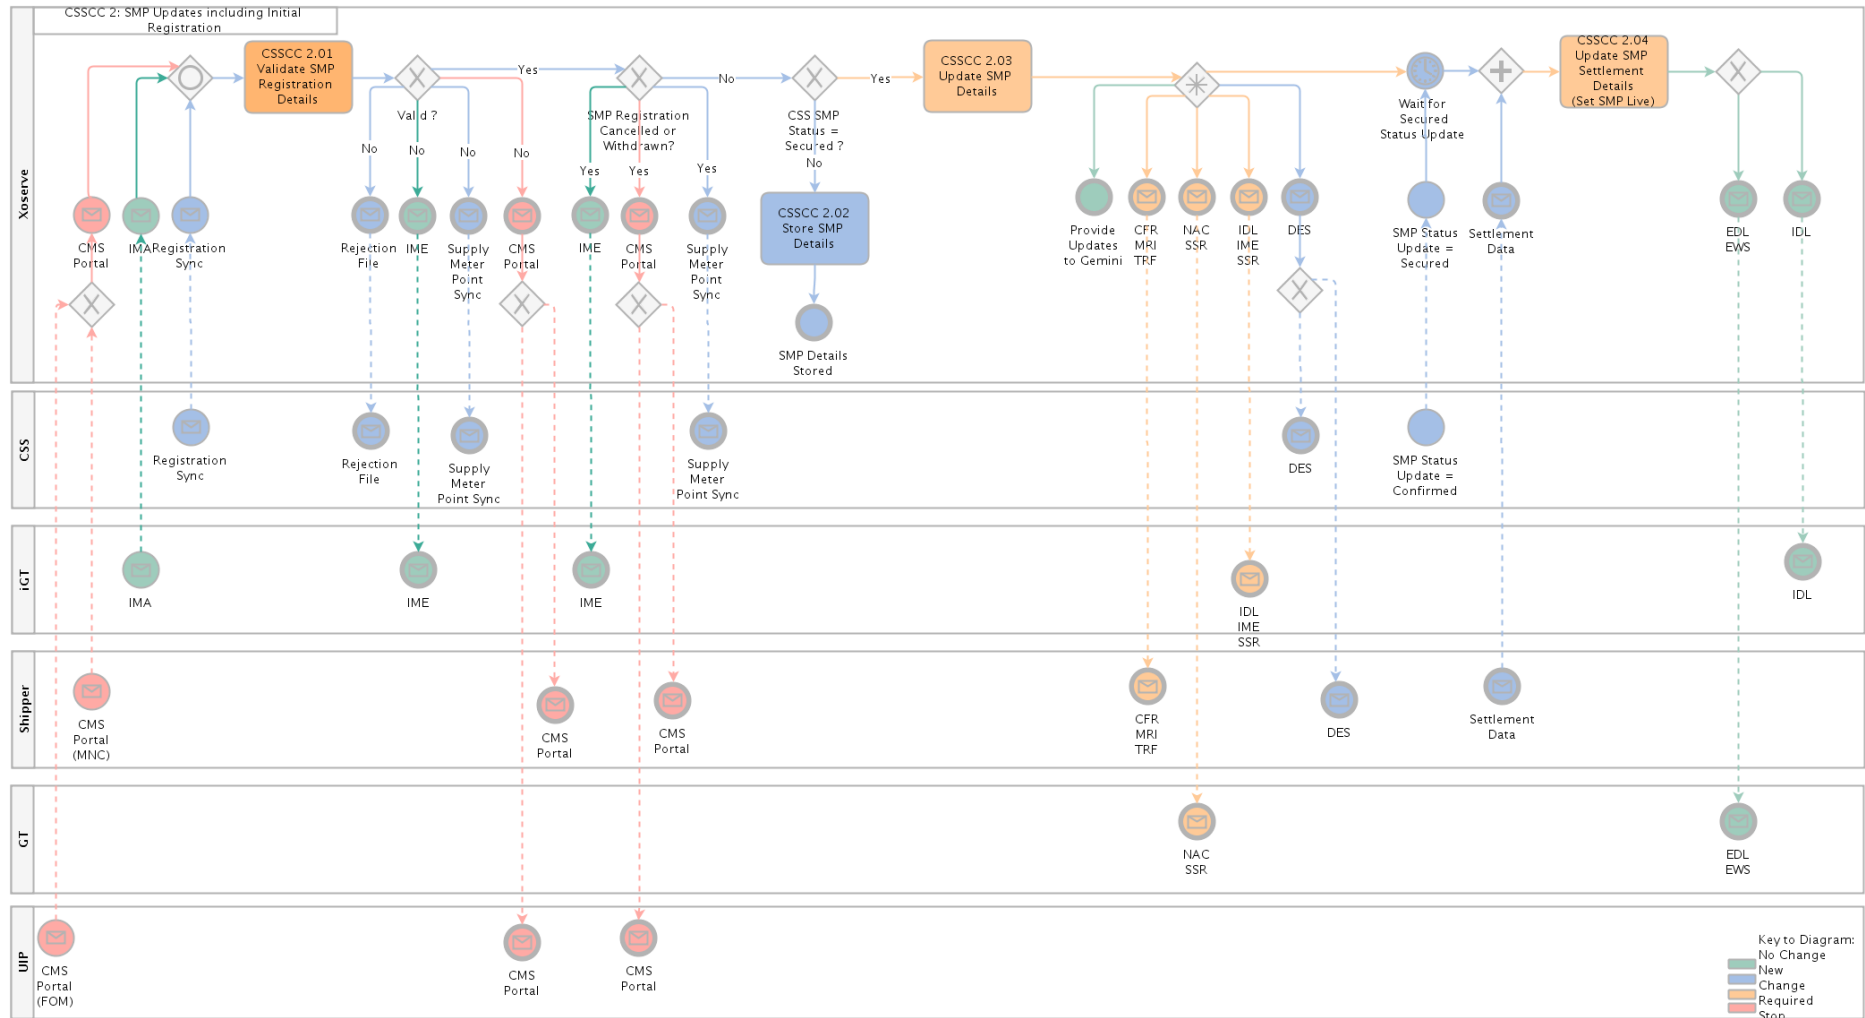 CSSCC 2: SMP Updates including Initial
Registration
Xoserve
CSSCC 2.01
Validate SMP
Registration
Details
Valid ?
Yes
No
No
No
No
SMP Registration
Cancelled or
Withdrawn?
Yes
Yes
Yes
No
CSS SMP
Status =
Secured ?
No
Yes
CSSCC 2.02
Store SMP
Details
SMP Details
Stored
CSSCC 2.03
Update SMP
Details
Wait for
Secured
Status Update
CSSCC 2.04
Update SMP
Settlement
Details
(Set SMP Live)
CMS
Portal
IMA
Registration
Sync
Rejection
File
IME
Supply
Meter
Point
Sync
CMS
Portal
IME
CMS
Portal
Supply
Meter
Point
Sync
Provide
Updates
to Gemini
CFR
MRI
TRF
NAC
SSR
IDL
IME
SSR
DES
SMP Status
Update =
Secured
Settlement
Data
EDL
EWS
IDL
CSS
Registration
Sync
Rejection
File
Supply
Meter
Point Sync
Supply
Meter
Point Sync
DES
SMP Status
Update =
Confirmed
iGT
IMA
IME
IME
IDL
IME
SSR
IDL
Shipper
CMS
Portal
(MNC)
CMS
Portal
CMS
Portal
CFR
MRI
TRF
DES
Settlement
Data
GT
NAC
SSR
EDL
EWS
UIP
CMS
Portal
(FOM)
CMS
Portal
CMS
Portal
Key to Diagram:
No Change
New
Change
Required
Stop